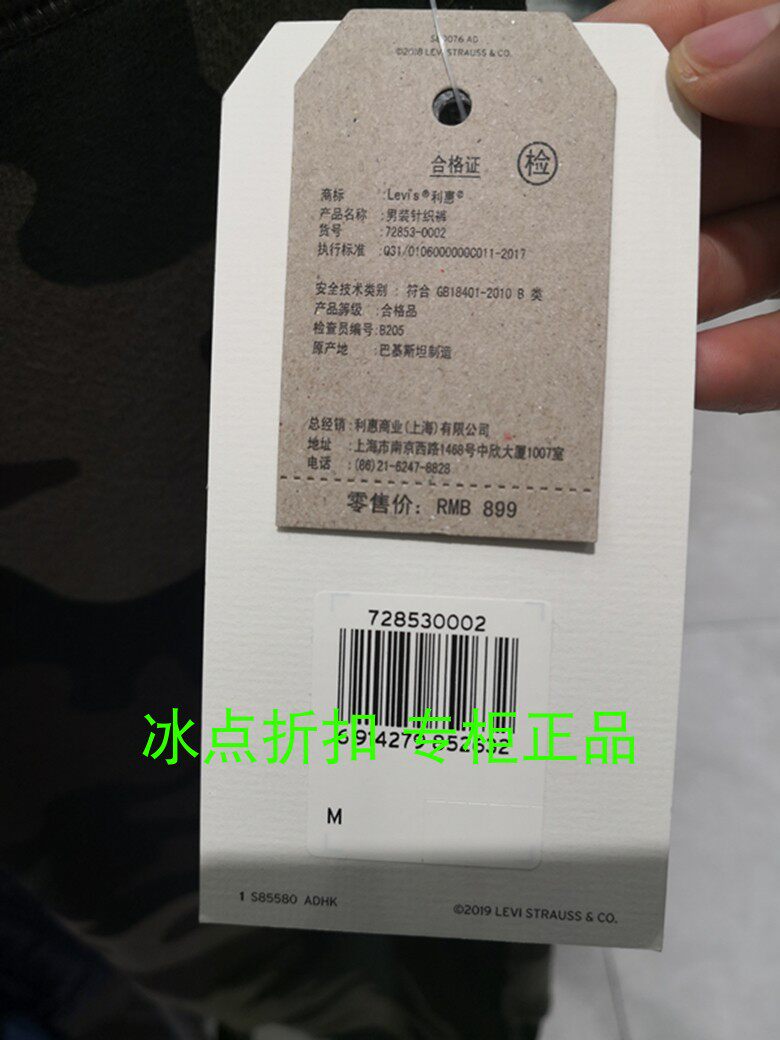 ©2018 LEVI STRAUSS & CO.
合格证
检
商标 :Levi's®利惠©
产品名称 :男装针织裤
货号 :72853-0002
执行标准 :Q31/0106000000C011-2017
安全技术类别 : 符合 GB18401-2010 B 类
产品等级 :合格品
检查员编号:B205
原产地 :巴基斯坦制造
总经销 :利惠商业(上海)有限公司
地址 :上海市南京西路1468号中欣大厦1007室
电话 :(86)21-6247-8828
零售价: RMB 899
728530002
冰点折扣 专柜正品
M
1 S85580 ADHK
©2019 LEVI STRAUSS & CO.